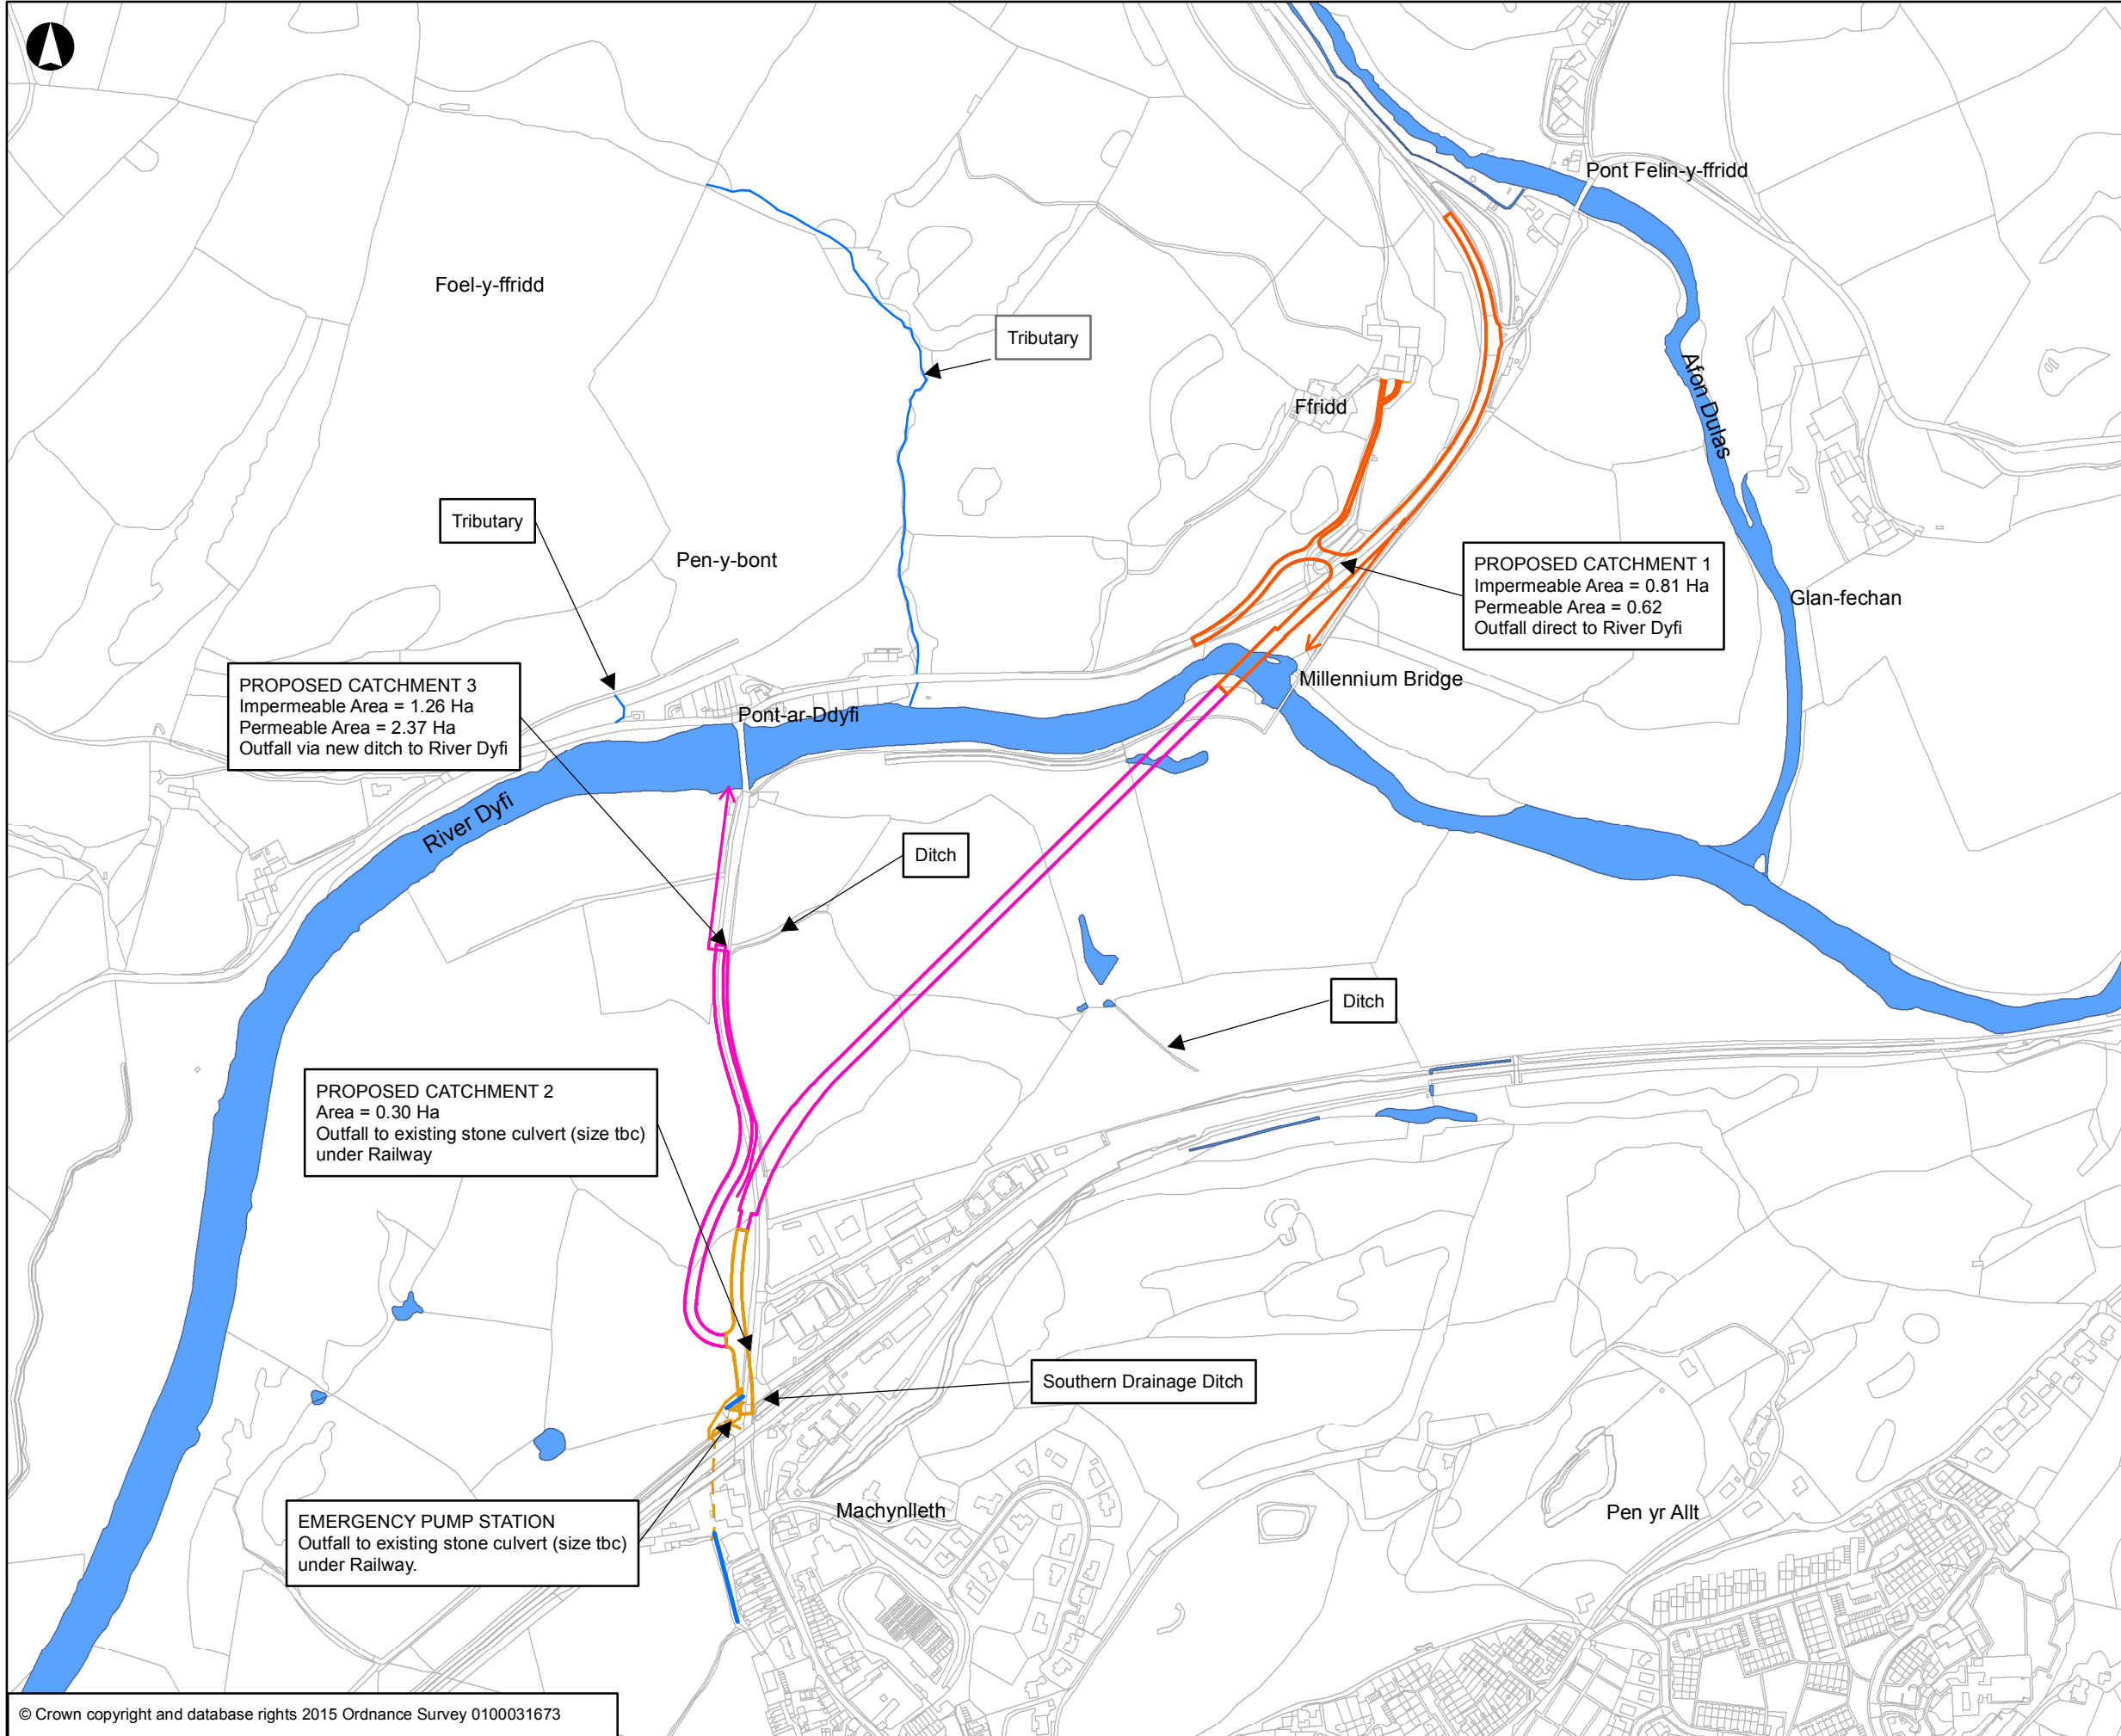 Pont Felin-y-ffridd
Foel-y-ffridd
Tributary
Afon Dulas
Ffridd
Tributary
Pen-y-bont
PROPOSED CATCHMENT 1
Impermeable Area = 0.81 Ha
Permeable Area = 0.62
Outfall direct to River Dyfi
Glan-fechan
PROPOSED CATCHMENT 3
Impermeable Area = 1.26 Ha
Permeable Area = 2.37 Ha
Outfall via new ditch to River Dyfi
Millennium Bridge
Pont-ar-Ddyfi
River Dyfi
Ditch
Ditch
PROPOSED CATCHMENT 2
Area = 0.30 Ha
Outfall to existing stone culvert (size tbc)
under Railway
Southern Drainage Ditch
EMERGENCY PUMP STATION
Outfall to existing stone culvert (size tbc)
under Railway.
Machynlleth
Pen yr Allt
© Crown copyright and database rights 2015 Ordnance Survey 0100031673